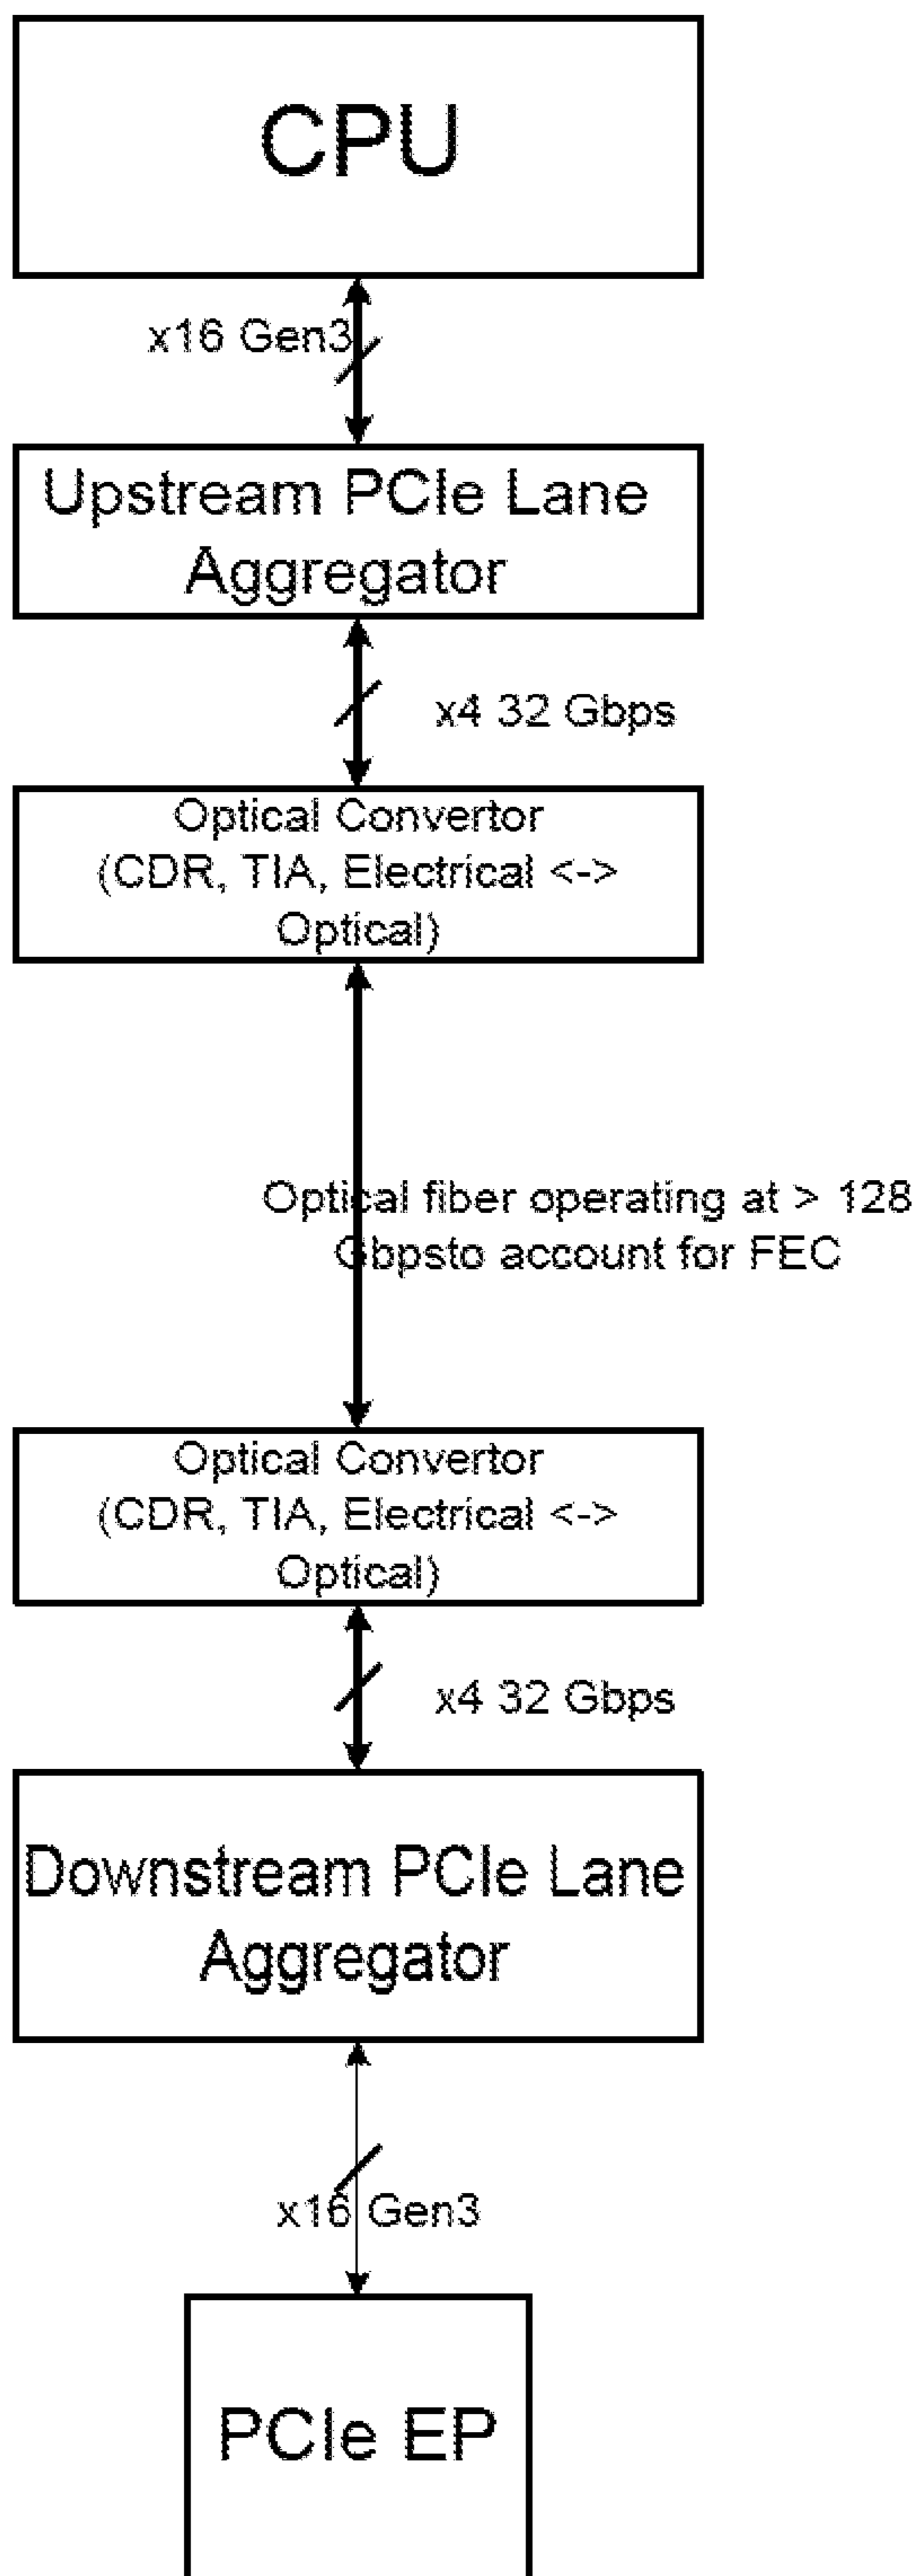 CPU
x16 Gen3
Upstream PCIe Lane
Aggregator
x4 32 Gbps
Optical Convertor
(CDR, TIA, Electrical <->
Optical)
Optical fiber operating at > 128
Gbpsto account for FEC
Optical Convertor
(CDR, TIA, Electrical <->
Optical)
x4 32 Gbps
Downstream PCIe Lane
Aggregator
x16 Gen3
PCIe EP